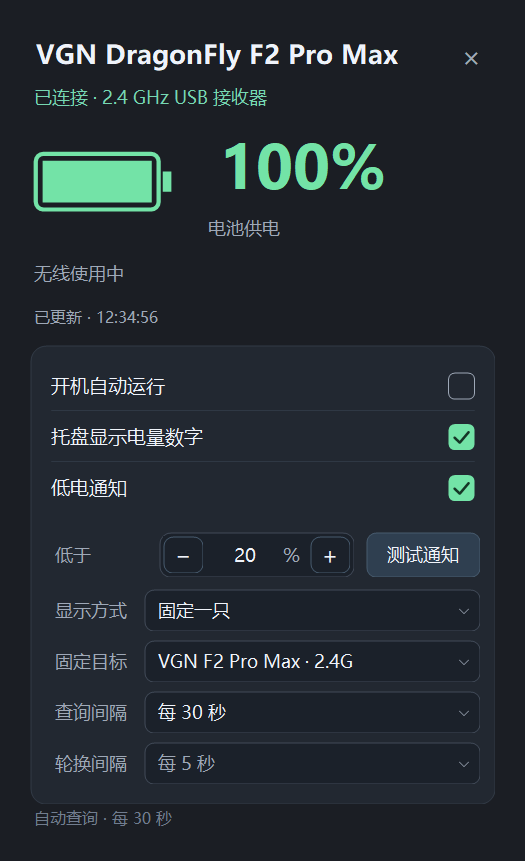 VGN DragonFly F2 Pro Max ×
已连接 · 2.4 GHz USB 接收器
100%
电池供电
无线使用中
已更新 · 12:34:56
开机自动运行
托盘显示电量数字
低电通知
低于 − 20 % + 测试通知
显示方式 固定一只
固定目标 VGN F2 Pro Max · 2.4G
查询间隔 每 30 秒
轮换间隔 每 5 秒
自动查询 · 每 30 秒